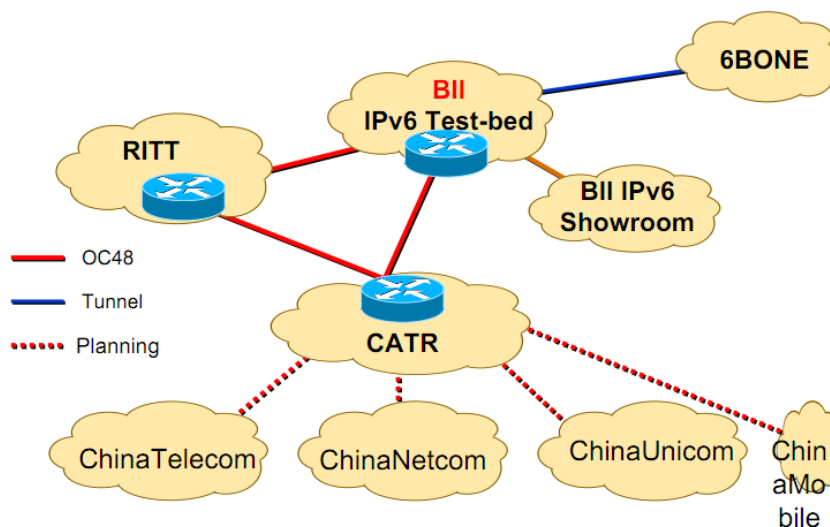 6BONE
BII
IPv6 Test-bed
RITT
BII IPv6
Showroom
OC48
Tunnel
Planning
CATR
ChinaTelecom
ChinaNetcom
ChinaUnicom
Chin
aMo
bile